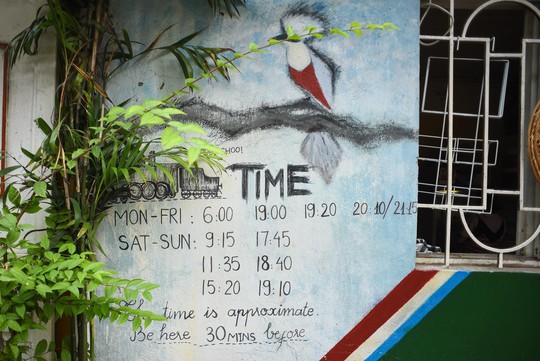 HOO!
TIME
MON-FRI: 6:00 19:00 19:20 20:10/21:15
SAT-SUN: 9:15 17:45
11:35 18:40
15:20 19:10
time is approximate.
Be here 30MINS before